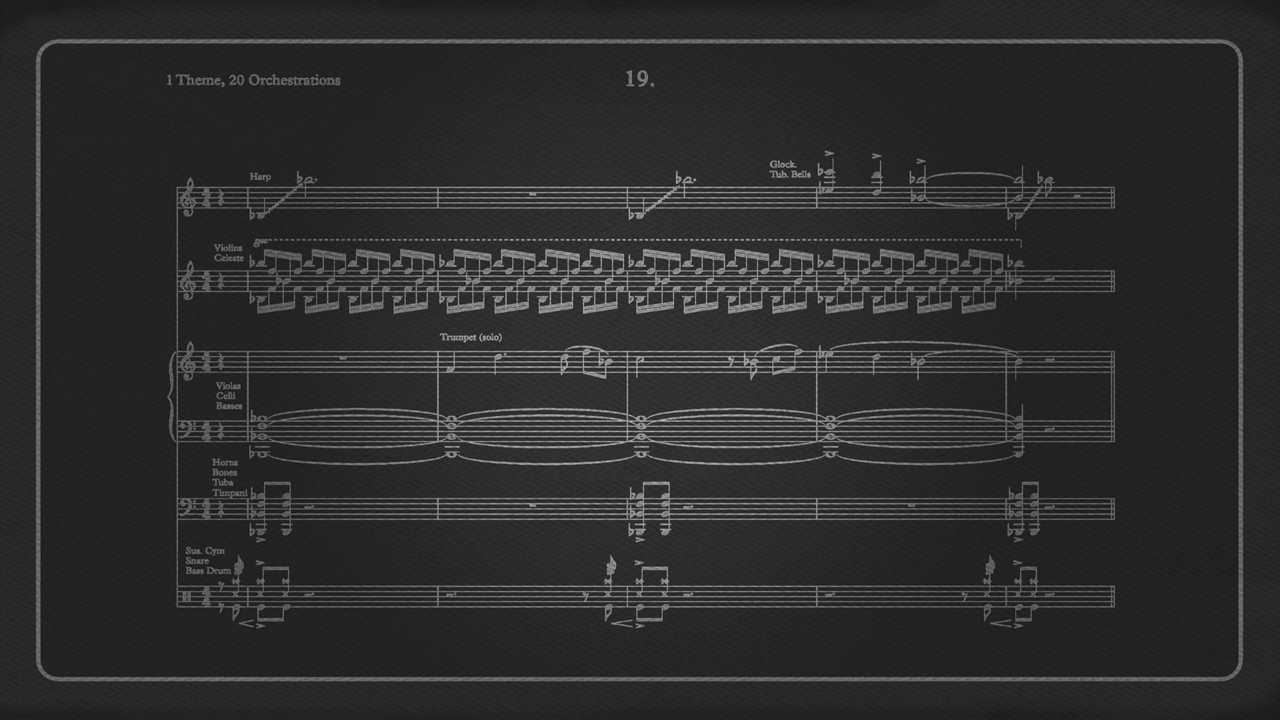 1 Theme, 20 Orchestrations
19.
Harp
Glock.
Tub. Bells
Violins
Celeste
8va
Trumpet (solo)
Violas
Celli
Basses
Horns
Bones
Tuba
Timpani
Sus. Cym
Snare
Bass Drum